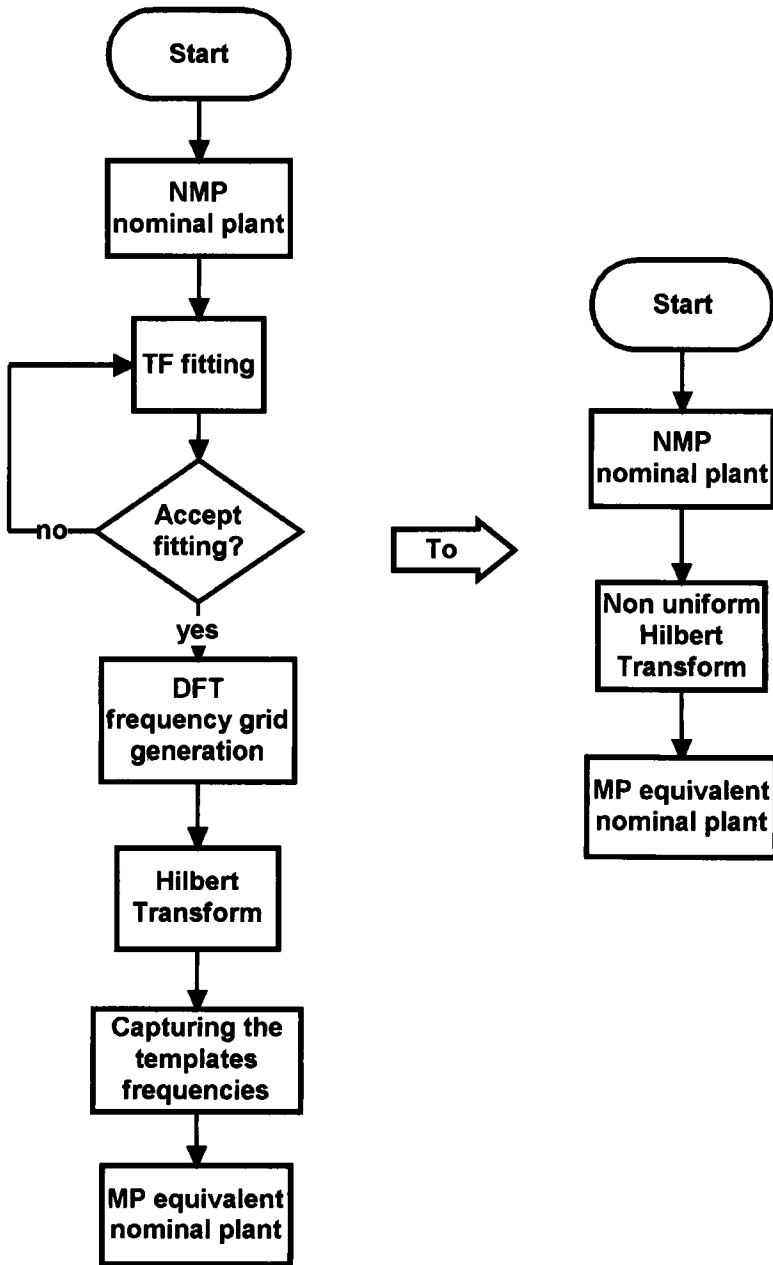 Start
NMP
nominal plant
TF fitting
Accept
fitting?
no
yes
DFT
frequency grid
generation
Hilbert
Transform
Capturing the
templates
frequencies
MP equivalent
nominal plant
To
Start
NMP
nominal plant
Non uniform
Hilbert
Transform
MP equivalent
nominal plant